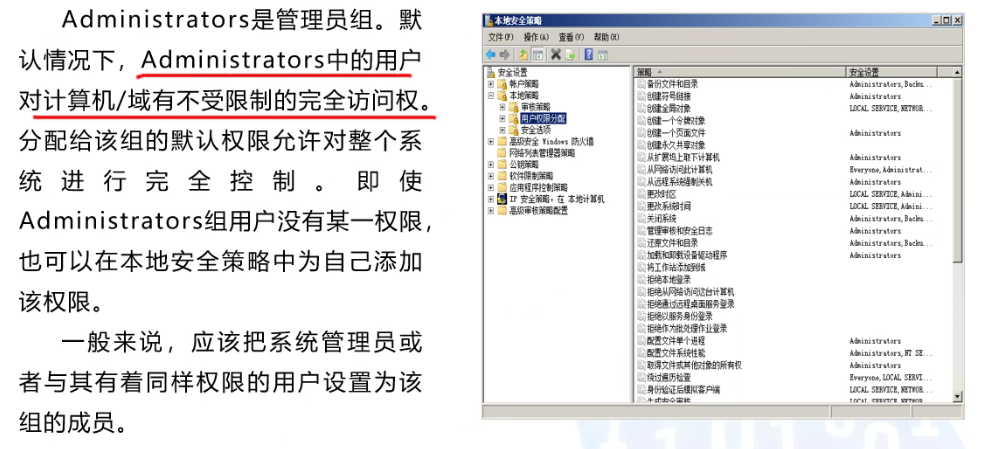 Administrators是管理员组。默
认情况下，Administrators中的用户
对计算机/域有不受限制的完全访问权。
分配给该组的默认权限允许对整个系
统进行完全控制。即使
Administrators组用户没有某一权限，
也可以在本地安全策略中为自己添加
该权限。
一般来说，应该把系统管理员或
者与其有着同样权限的用户设置为该
组的成员。
本地安全策略
文件(F) 操作(A) 查看(V) 帮助(H)
安全设置
帐户策略
本地策略
审核策略
用户权限分配
安全选项
高级安全 Windows 防火墙
网络列表管理器策略
公钥策略
软件限制策略
应用程序控制策略
IP 安全策略，在 本地计算机
高级审核策略配置
策略 安全设置
备份文件和目录 Administrators,Backu...
创建符号链接 Administrators
创建全局对象 LOCAL SERVICE,NETWOR...
创建一个令牌对象
创建一个页面文件 Administrators
创建永久共享对象
从扩展坞上取下计算机 Administrators
从网络访问此计算机 Everyone,Administrat...
从远程系统强制关机 Administrators
更改时区 LOCAL SERVICE,Admini...
更改系统时间 LOCAL SERVICE,Admini...
关闭系统 Administrators,Backu...
管理审核和安全日志 Administrators
还原文件和目录 Administrators,Backu...
加载和卸载设备驱动程序 Administrators
将工作站添加到域
拒绝本地登录
拒绝从网络访问这台计算机
拒绝通过远程桌面服务登录
拒绝以服务身份登录
拒绝作为批处理作业登录
配置文件单个进程 Administrators
配置文件系统性能 Administrators,NT SE...
取得文件或其他对象的所有权 Administrators
绕过遍历检查 Everyone,LOCAL SERVI...
身份验证后模拟客户端 LOCAL SERVICE,NETWOR...
生成安全审核 LOCAL SERVICE,NETWOR...